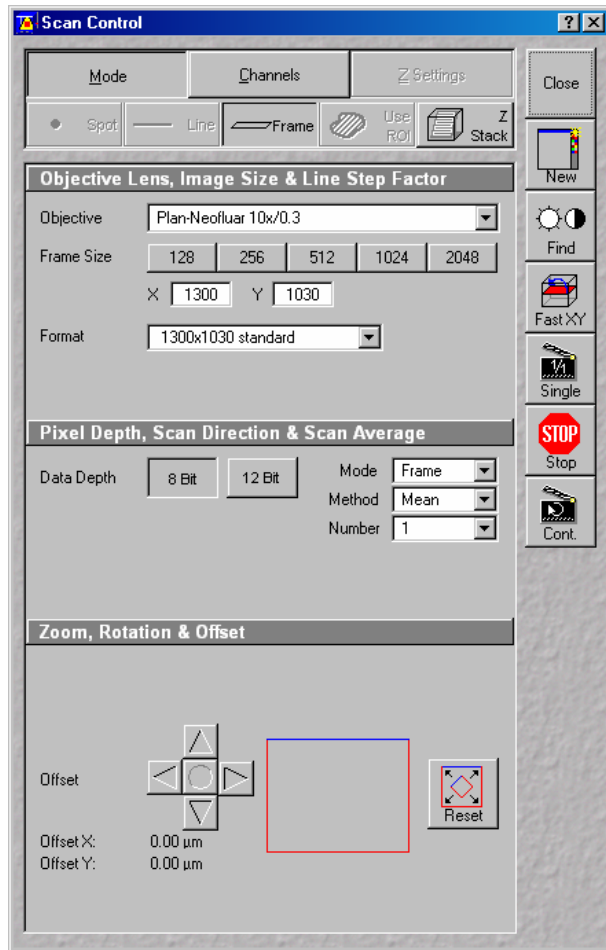 Scan Control
? x
Mode Channels Z Settings
Spot Line Frame Use ROI Z Stack
Close
New
Find
Fast XY
1/1
Single
STOP
Stop
Cont.
Objective Lens, Image Size & Line Step Factor
Objective Plan-Neofluar 10x/0.3
Frame Size 128 256 512 1024 2048
X 1300 Y 1030
Format 1300x1030 standard
Pixel Depth, Scan Direction & Scan Average
Data Depth 8 Bit 12 Bit Mode Frame
Method Mean
Number 1
Zoom, Rotation & Offset
Offset
Reset
Offset X: 0.00 µm
Offset Y: 0.00 µm